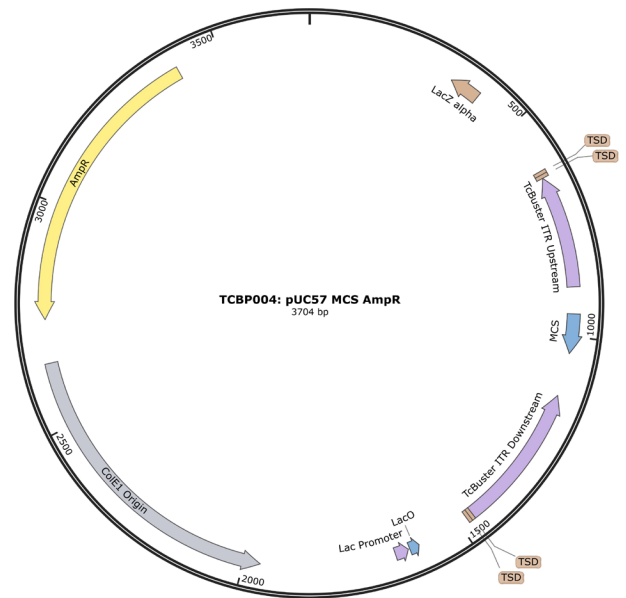 TCBP004: pUC57 MCS AmpR
3704 bp
LacZ alpha
500
TSD
TSD
TcBuster ITR Upstream
MCS
1000
TcBuster ITR Downstream
1500
TSD
TSD
LacO
Lac Promoter
2000
ColE1 Origin
2500
3000
AmpR
3500